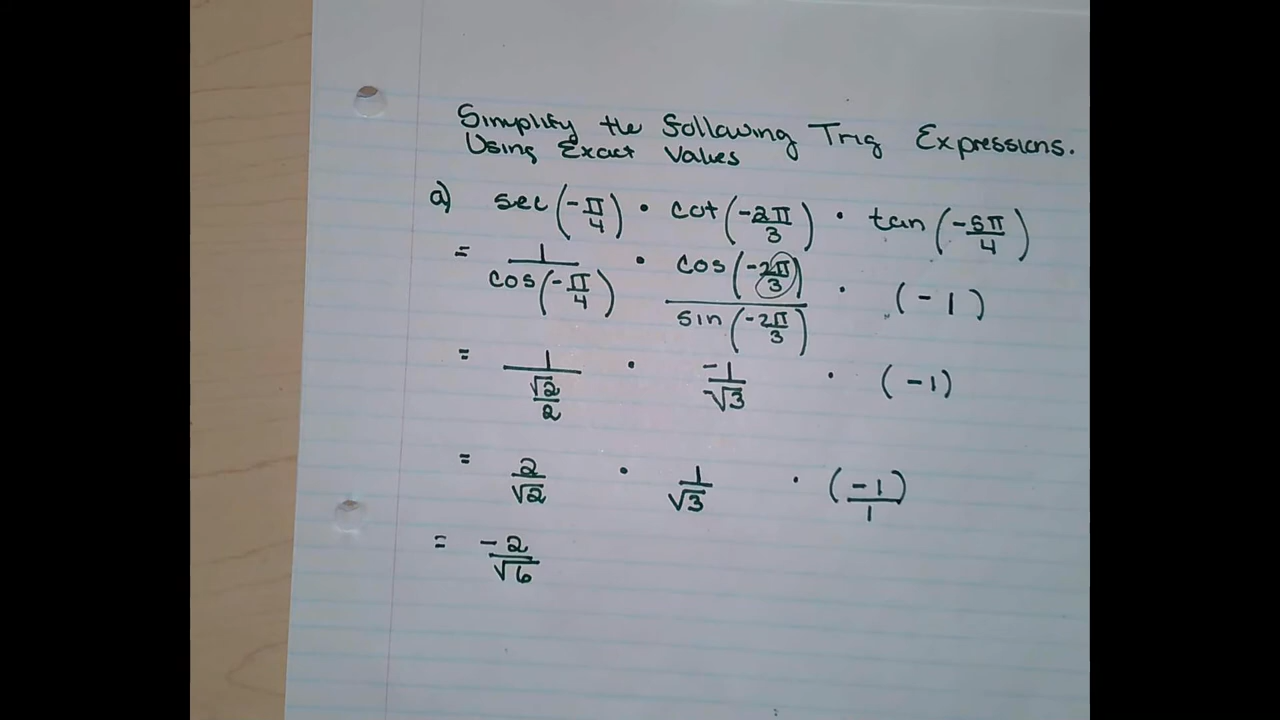 Simplify the following Trig Expressions.
Using Exact Values
a) sec(-π/4) · cot(-2π/3) · tan(-5π/4)
= 1/cos(-π/4) · cos(-2π/3)/sin(-2π/3) · (-1)
= 1/(√2/2) · -1/-√3 · (-1)
= 2/√2 · 1/√3 · (-1)/1
= -2/√6